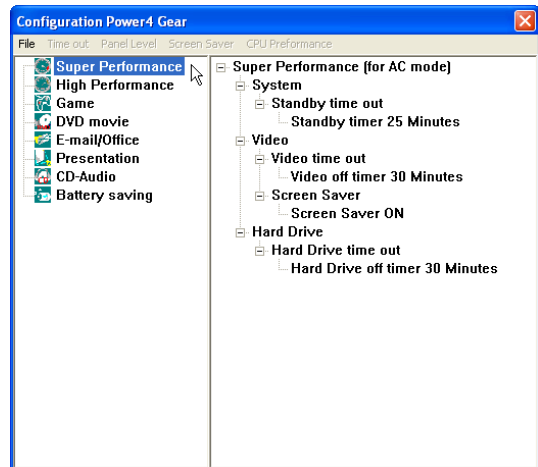 Configuration Power4 Gear
File Time out Panel Level Screen Saver CPU Preformance
Super Performance
High Performance
Game
DVD movie
E-mail/Office
Presentation
CD-Audio
Battery saving
Super Performance (for AC mode)
System
Standby time out
Standby timer 25 Minutes
Video
Video time out
Video off timer 30 Minutes
Screen Saver
Screen Saver ON
Hard Drive
Hard Drive time out
Hard Drive off timer 30 Minutes